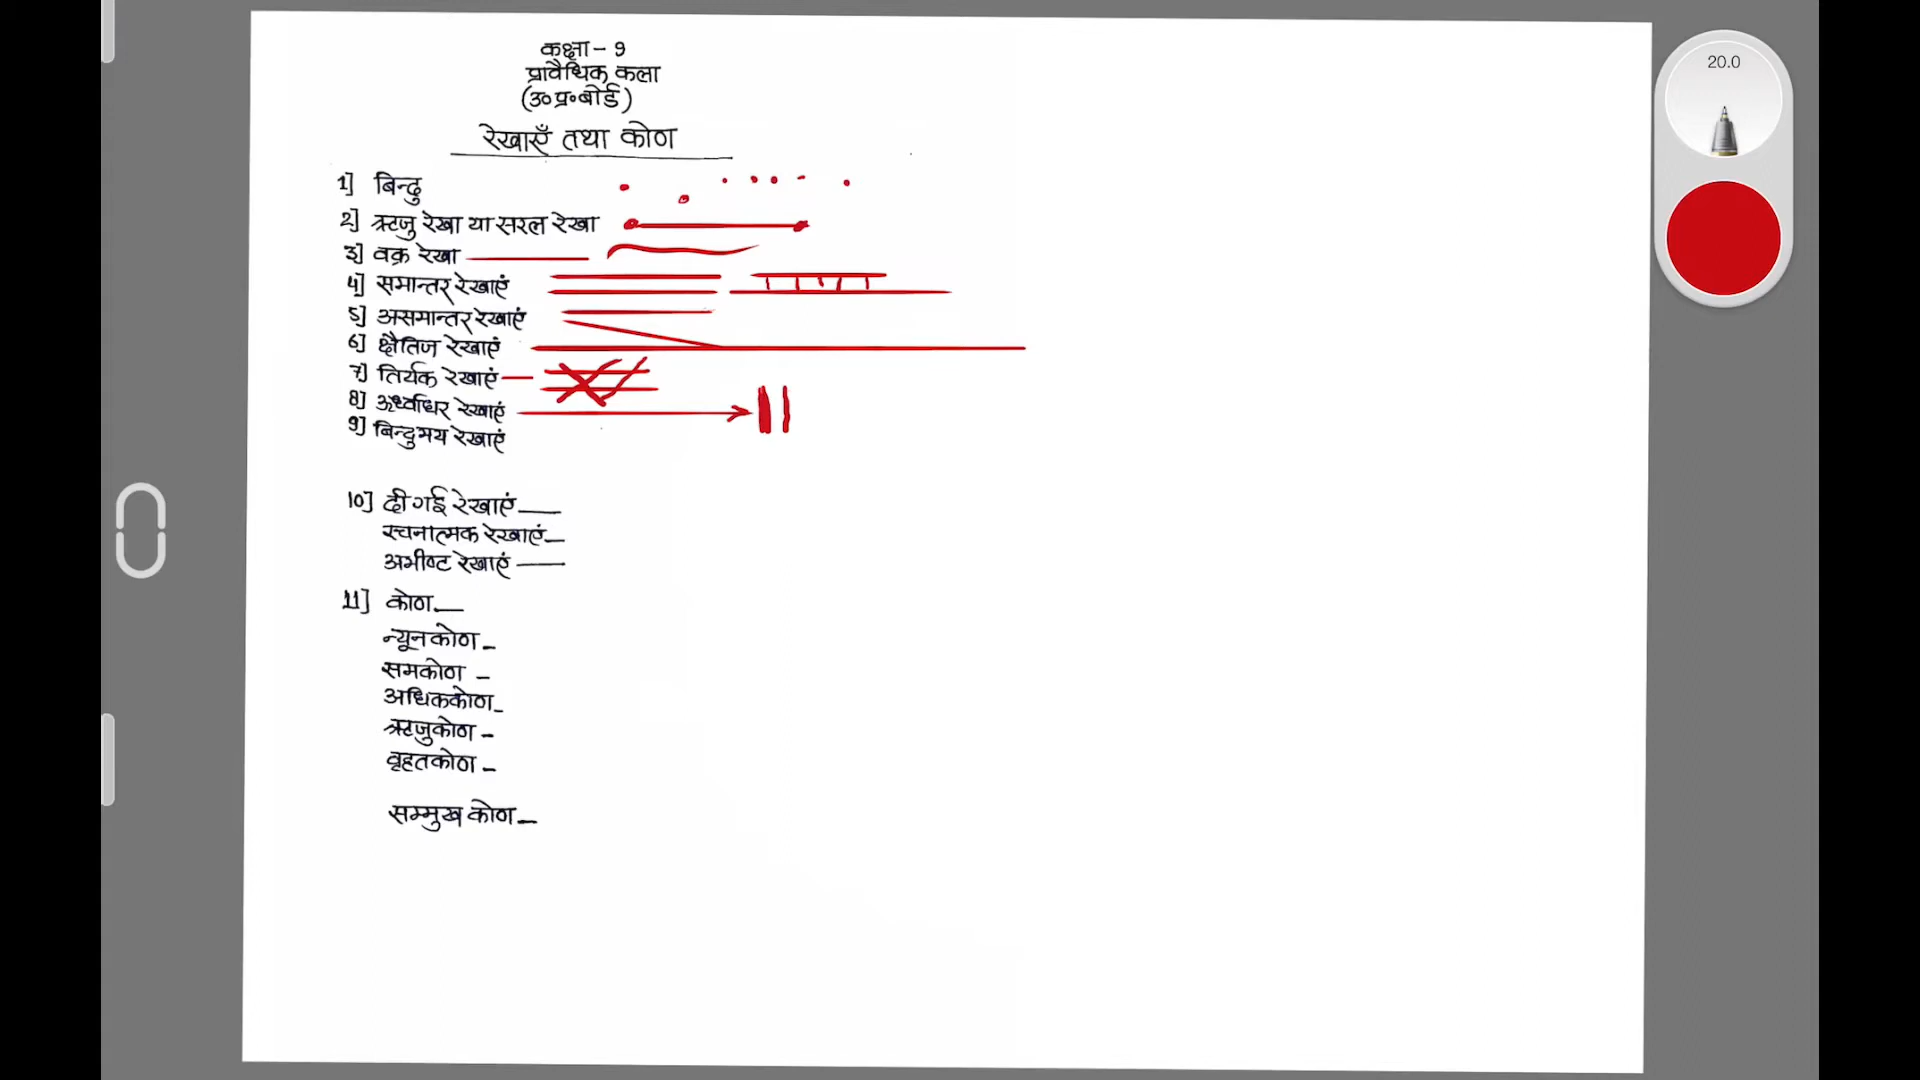 कक्षा - 9
प्रावैधिक कला
(उ०प्र०बोर्ड)
रेखाएँ तथा कोण
1] बिन्दु
2] ऋजु रेखा या सरल रेखा
3] वक्र रेखा
4] समान्तर रेखाएं
5] असमान्तर रेखाएं
6] क्षैतिज रेखाएं
7] तिर्यक रेखाएं
8] ऊर्ध्वाधर रेखाएं
9] बिन्दुमय रेखाएं
10] दी गई रेखाएं
रचनात्मक रेखाएं
अभीष्ट रेखाएं
11] कोण
न्यूनकोण -
समकोण -
अधिककोण -
ऋजुकोण -
वृहतकोण -
सम्मुख कोण -
20.0